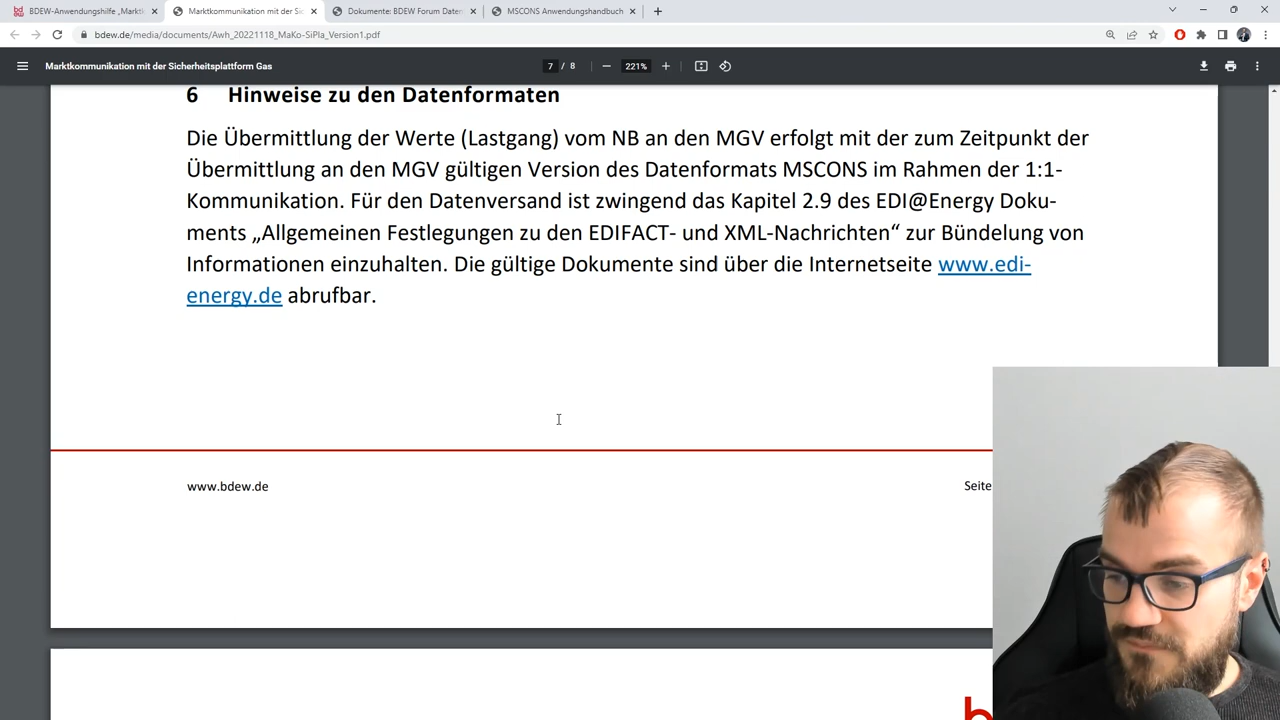 BDEW-Anwendungshilfe „Markt
Marktkommunikation mit der Sic
Dokumente: BDEW Forum Daten
MSCONS Anwendungshandbuch
bdew.de/media/documents/Awh_20221118_MaKo-SiPla_Version1.pdf
Marktkommunikation mit der Sicherheitsplattform Gas
7 / 8
221%
6 Hinweise zu den Datenformaten
Die Übermittlung der Werte (Lastgang) vom NB an den MGV erfolgt mit der zum Zeitpunkt der
Übermittlung an den MGV gültigen Version des Datenformats MSCONS im Rahmen der 1:1-
Kommunikation. Für den Datenversand ist zwingend das Kapitel 2.9 des EDI@Energy Doku-
ments „Allgemeinen Festlegungen zu den EDIFACT- und XML-Nachrichten“ zur Bündelung von
Informationen einzuhalten. Die gültige Dokumente sind über die Internetseite www.edi-
energy.de abrufbar.
www.bdew.de
Seite